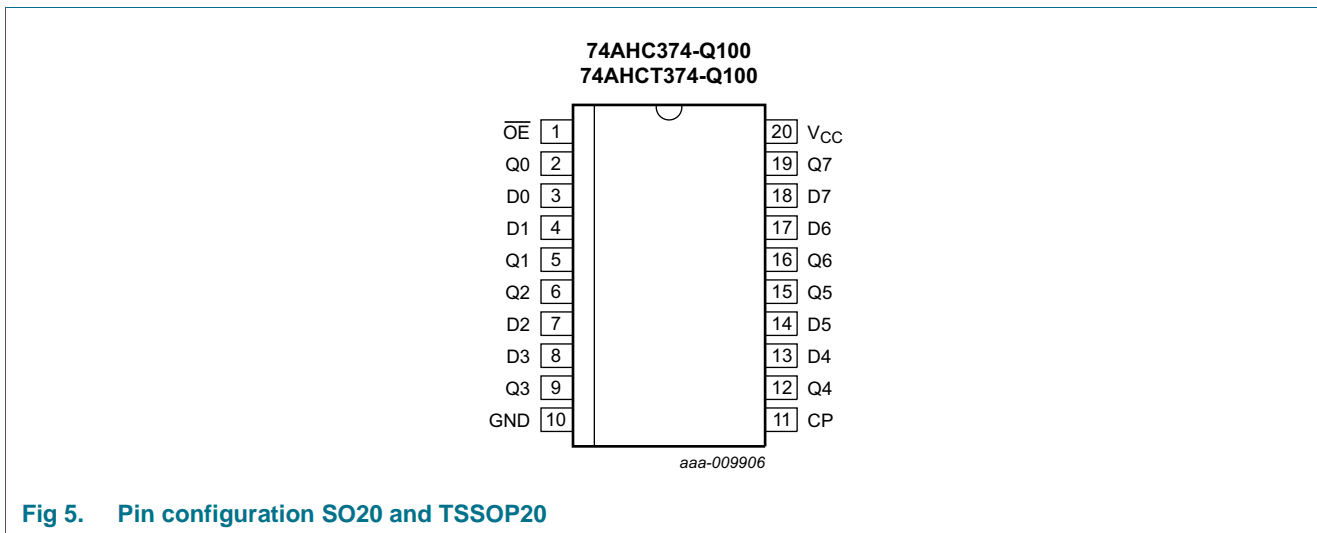 74AHC374-Q100
74AHCT374-Q100
O̅E̅ 1 20 VCC
Q0 2 19 Q7
D0 3 18 D7
D1 4 17 D6
Q1 5 16 Q6
Q2 6 15 Q5
D2 7 14 D5
D3 8 13 D4
Q3 9 12 Q4
GND 10 11 CP
aaa-009906
Fig 5. Pin configuration SO20 and TSSOP20